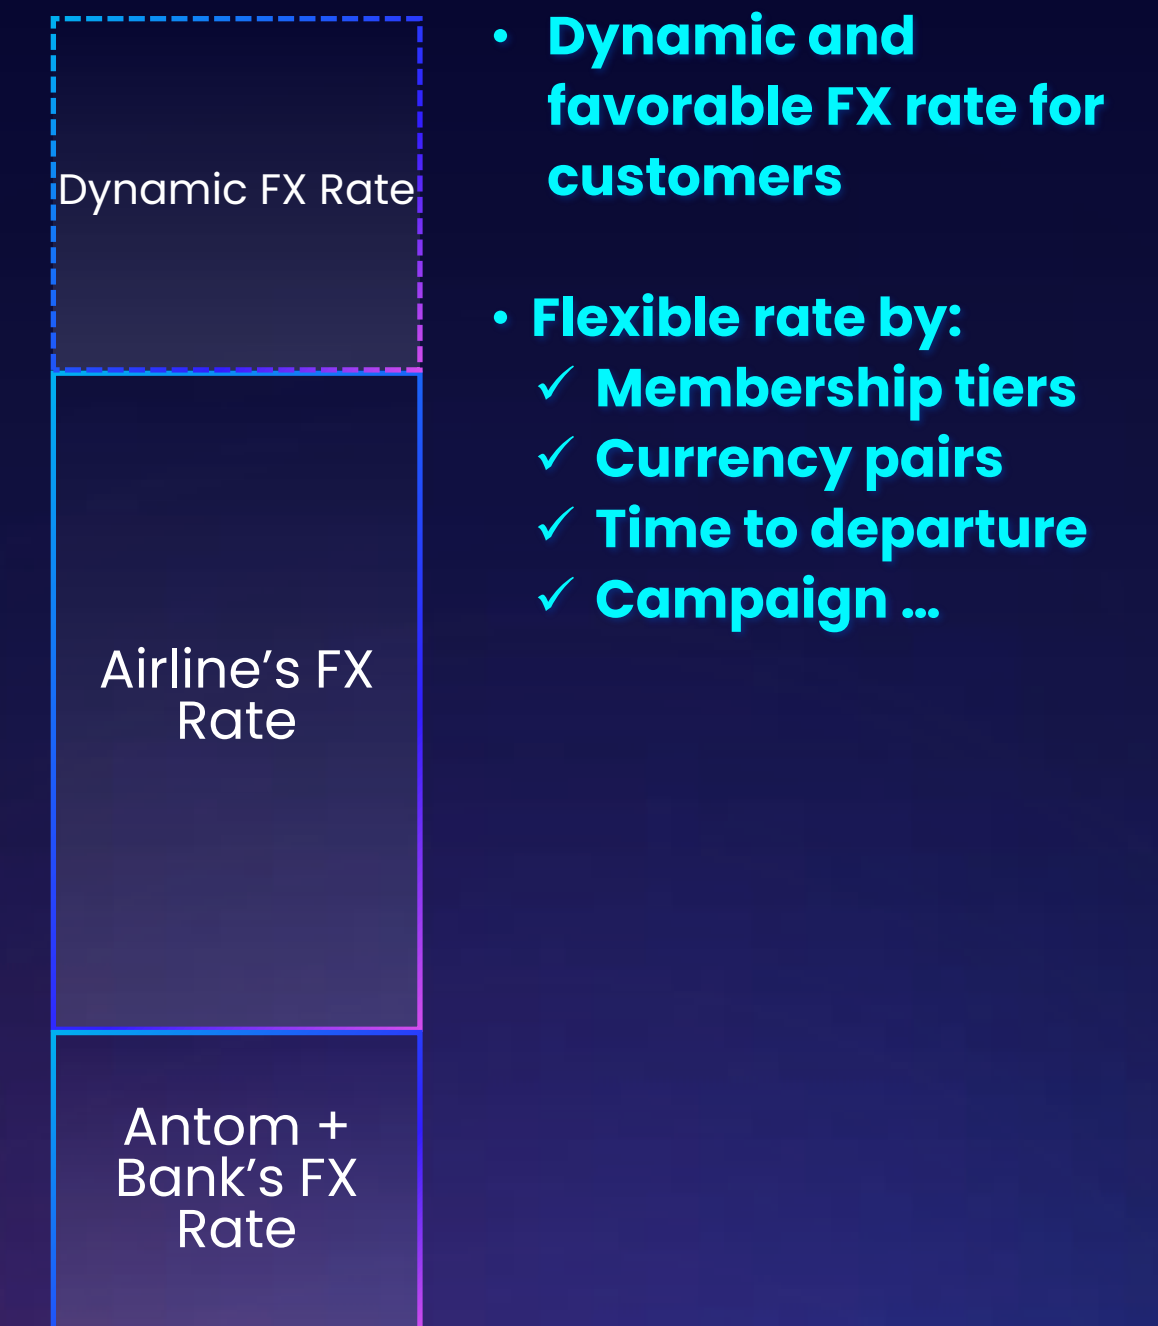 Dynamic FX Rate
Airline’s FX
Rate
Antom +
Bank’s FX
Rate
• Dynamic and
favorable FX rate for
customers
• Flexible rate by:
✓ Membership tiers
✓ Currency pairs
✓ Time to departure
✓ Campaign ...